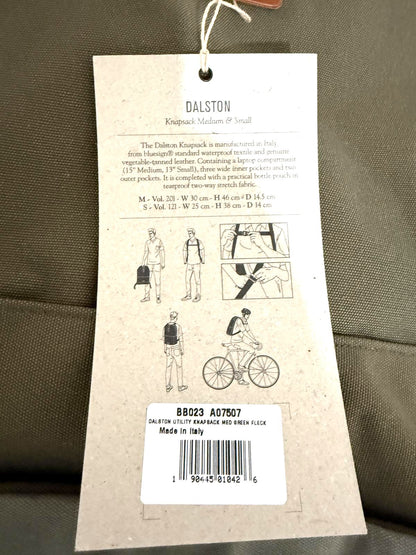 DALSTON
Knapsack Medium & Small
The Dalston Knapsack is manufactured in Italy
from bluesign® standard waterproof textile and genuine
vegetable-tanned leather. Containing a laptop compartment
(15" Medium, 13" Small), three wide inner pockets and two
outer pockets. It is completed with a practical bottle pouch in
tearproof two-way stretch fabric.
M - Vol. 20l - W 30 cm - H 46 cm - D 14.5 cm
S - Vol. 12l - W 25 cm - H 38 cm - D 14 cm
BB023 A07507
DALSTON UTILITY KNAPSACK MED GREEN FLECK
Made in Italy
1 90445 01042 6